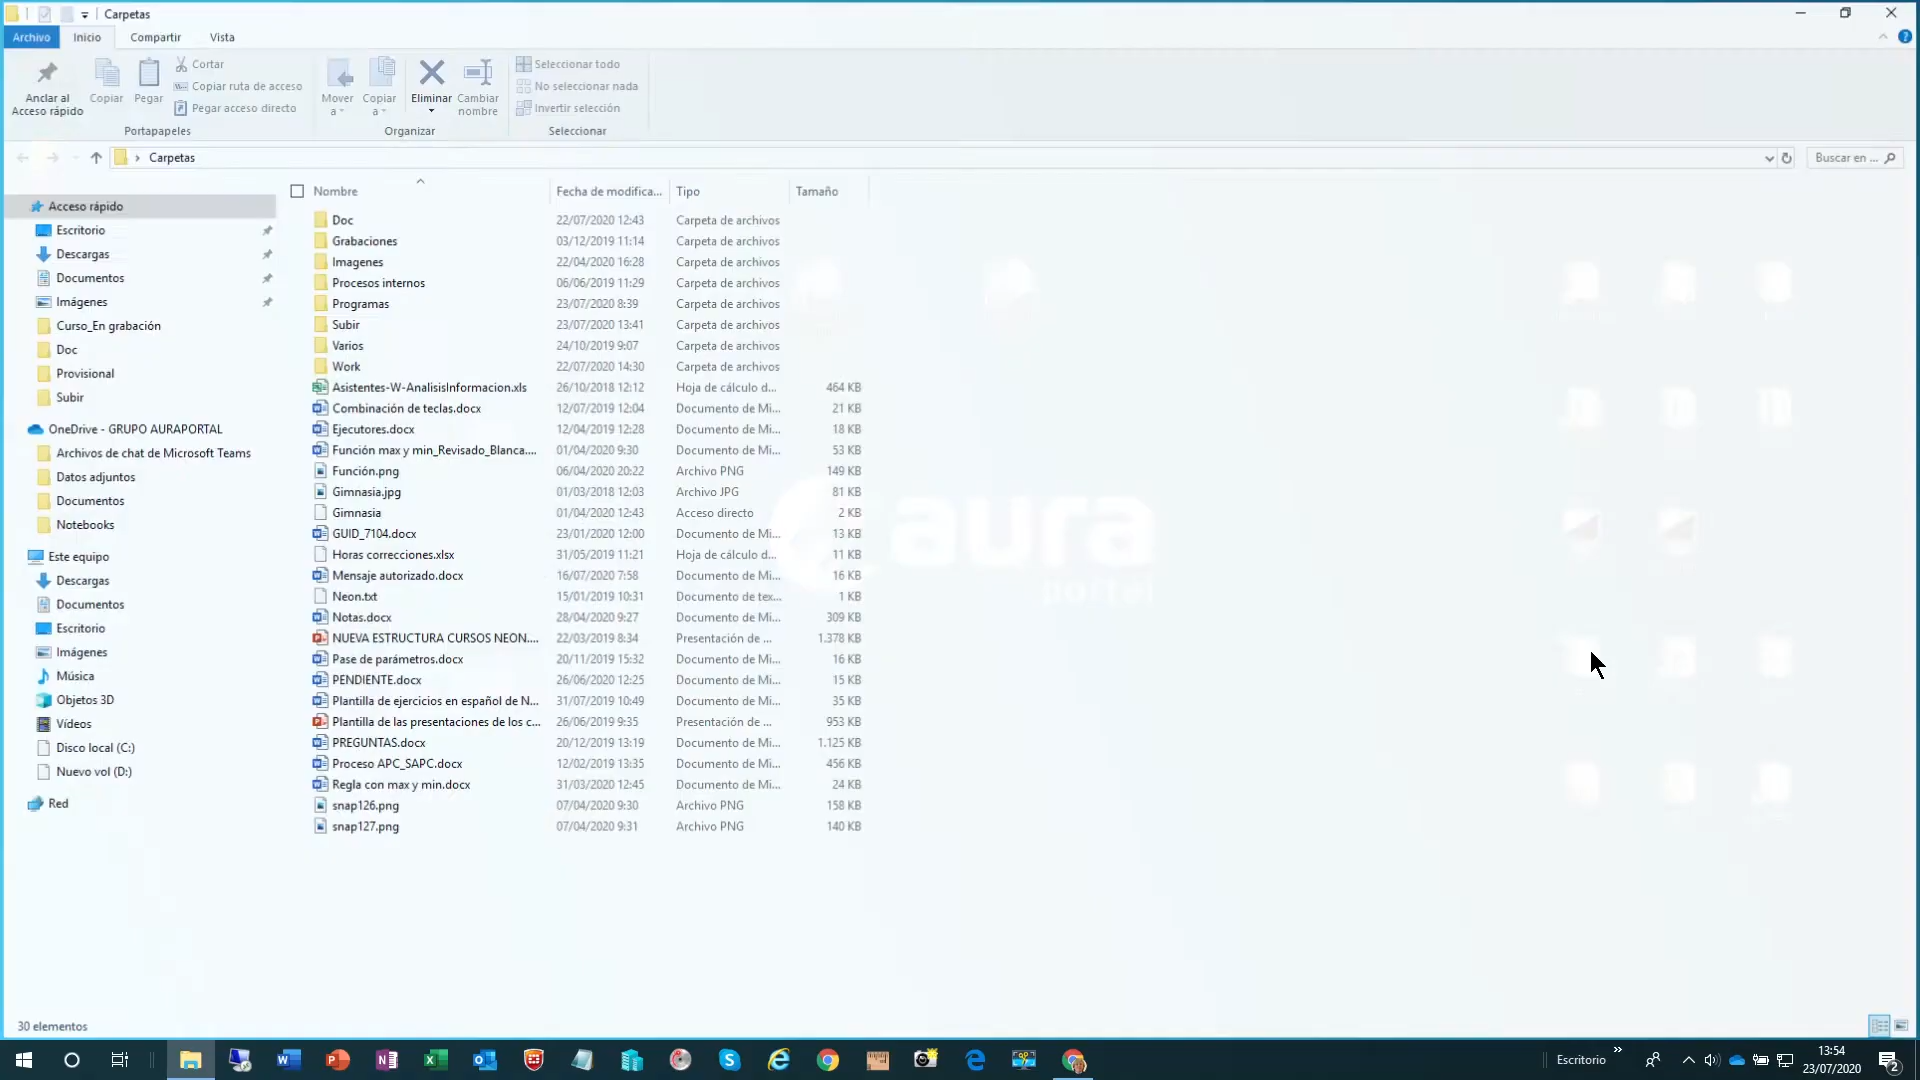 Carpetas
Archivo Inicio Compartir Vista
Anclar al Acceso rápido
Copiar
Pegar
Cortar
Copiar ruta de acceso
Pegar acceso directo
Portapapeles
Mover a
Copiar a
Eliminar
Cambiar nombre
Organizar
Seleccionar todo
No seleccionar nada
Invertir selección
Seleccionar
Carpetas
Buscar en ...
Acceso rápido
Escritorio
Descargas
Documentos
Imágenes
Curso_En grabación
Doc
Provisional
Subir
OneDrive - GRUPO AURAPORTAL
Archivos de chat de Microsoft Teams
Datos adjuntos
Documentos
Notebooks
Este equipo
Descargas
Documentos
Escritorio
Imágenes
Música
Objetos 3D
Vídeos
Disco local (C:)
Nuevo vol (D:)
Red
Nombre Fecha de modifica... Tipo Tamaño
Doc 22/07/2020 12:43 Carpeta de archivos
Grabaciones 03/12/2019 11:14 Carpeta de archivos
Imagenes 22/04/2020 16:28 Carpeta de archivos
Procesos internos 06/06/2019 11:29 Carpeta de archivos
Programas 23/07/2020 8:39 Carpeta de archivos
Subir 23/07/2020 13:41 Carpeta de archivos
Varios 24/10/2019 9:07 Carpeta de archivos
Work 22/07/2020 14:30 Carpeta de archivos
Asistentes-W-AnalisisInformacion.xls 26/10/2018 12:12 Hoja de cálculo d... 464 KB
Combinación de teclas.docx 12/07/2019 12:04 Documento de Mi... 21 KB
Ejecutores.docx 12/04/2019 12:28 Documento de Mi... 18 KB
Función max y min_Revisado_Blanca.... 01/04/2020 9:30 Documento de Mi... 53 KB
Función.png 06/04/2020 20:22 Archivo PNG 149 KB
Gimnasia.jpg 01/03/2018 12:03 Archivo JPG 81 KB
Gimnasia 01/04/2020 12:43 Acceso directo 2 KB
GUID_7104.docx 23/01/2020 12:00 Documento de Mi... 13 KB
Horas correcciones.xlsx 31/05/2019 11:21 Hoja de cálculo d... 11 KB
Mensaje autorizado.docx 16/07/2020 7:58 Documento de Mi... 16 KB
Neon.txt 15/01/2019 10:31 Documento de tex... 1 KB
Notas.docx 28/04/2020 9:27 Documento de Mi... 309 KB
NUEVA ESTRUCTURA CURSOS NEON.... 22/03/2019 8:34 Presentación de ... 1.378 KB
Pase de parámetros.docx 20/11/2019 15:32 Documento de Mi... 16 KB
PENDIENTE.docx 26/06/2020 12:25 Documento de Mi... 15 KB
Plantilla de ejercicios en español de N... 31/07/2019 10:49 Documento de Mi... 35 KB
Plantilla de las presentaciones de los c... 26/06/2019 9:35 Presentación de ... 953 KB
PREGUNTAS.docx 20/12/2019 13:19 Documento de Mi... 1.125 KB
Proceso APC_SAPC.docx 12/02/2019 13:35 Documento de Mi... 456 KB
Regla con max y min.docx 31/03/2020 12:45 Documento de Mi... 24 KB
snap126.png 07/04/2020 9:30 Archivo PNG 158 KB
snap127.png 07/04/2020 9:31 Archivo PNG 140 KB
aura
portal
30 elementos
Escritorio
13:54
23/07/2020
2